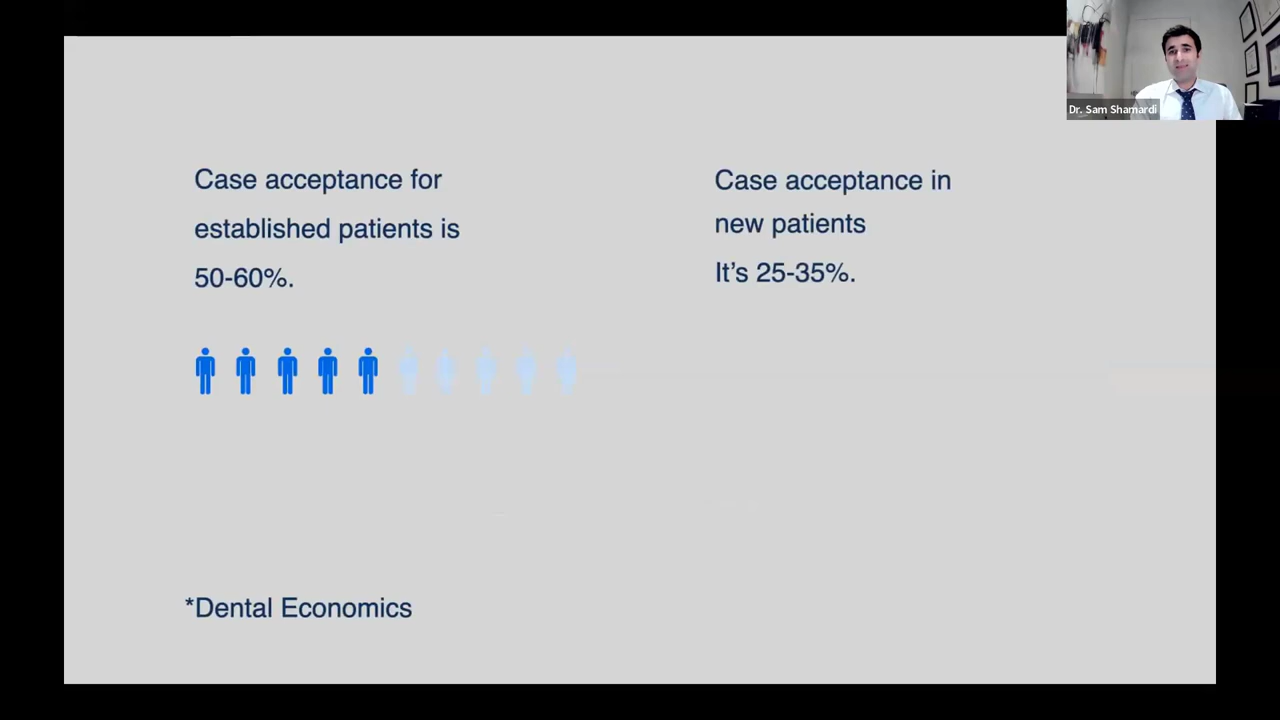 Dr. Sam Shamardi
Case acceptance for
established patients is
50-60%.
Case acceptance in
new patients
It’s 25-35%.
*Dental Economics